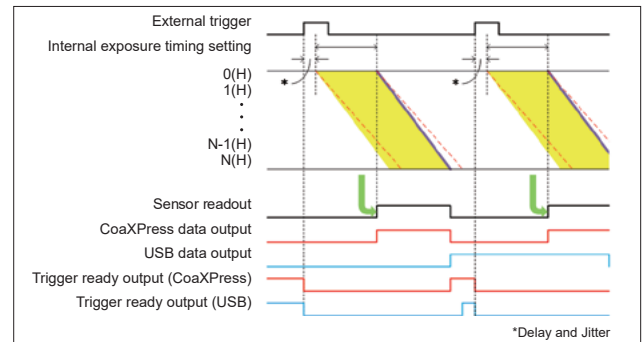 External trigger
Internal exposure timing setting
*
*
0(H)
1(H)
•
•
•
N-1(H)
N(H)
Sensor readout
CoaXPress data output
USB data output
Trigger ready output (CoaXPress)
Trigger ready output (USB)
*Delay and Jitter